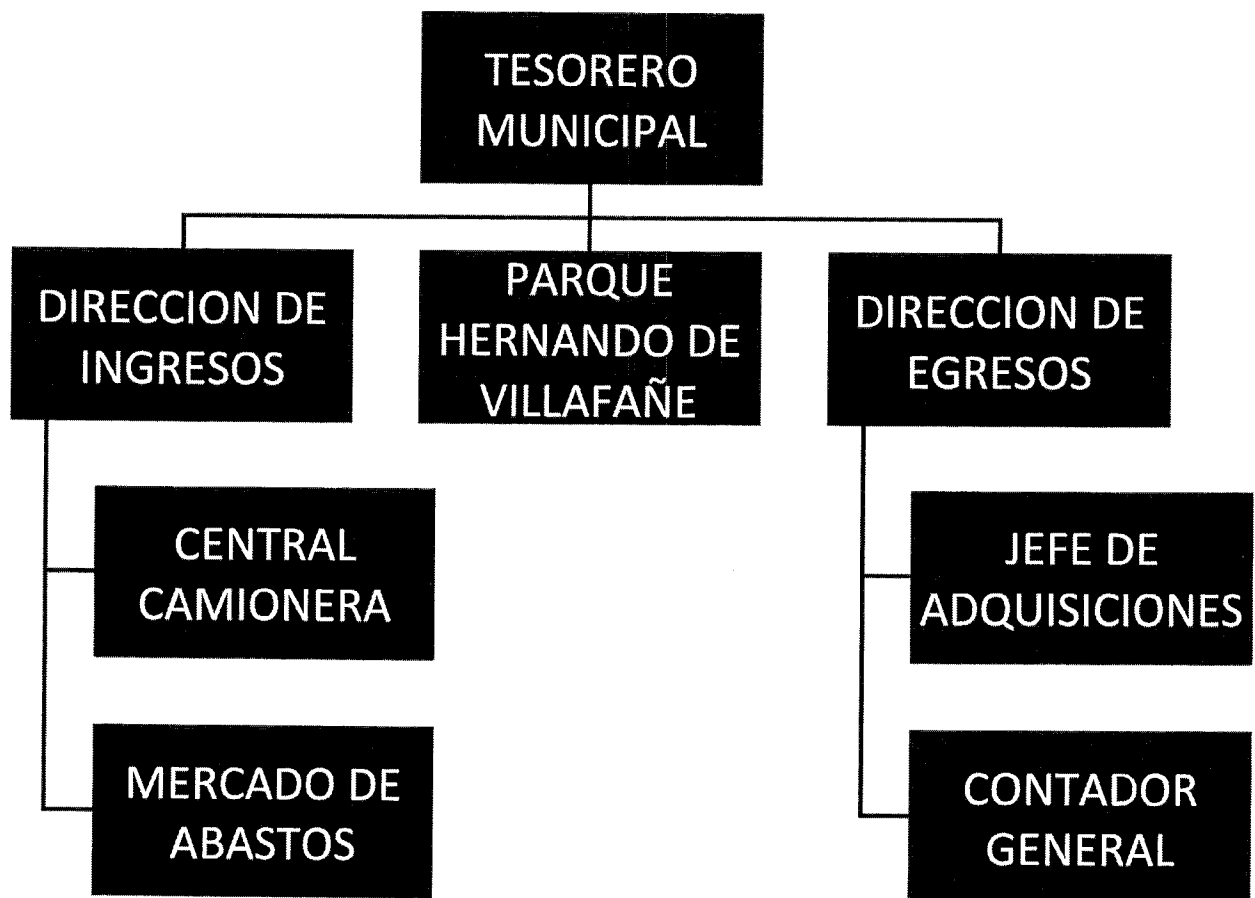 TESORERO
MUNICIPAL
DIRECCION DE
INGRESOS
PARQUE
HERNANDO DE
VILLAFAÑE
DIRECCION DE
EGRESOS
CENTRAL
CAMIONERA
JEFE DE
ADQUISICIONES
MERCADO DE
ABASTOS
CONTADOR
GENERAL